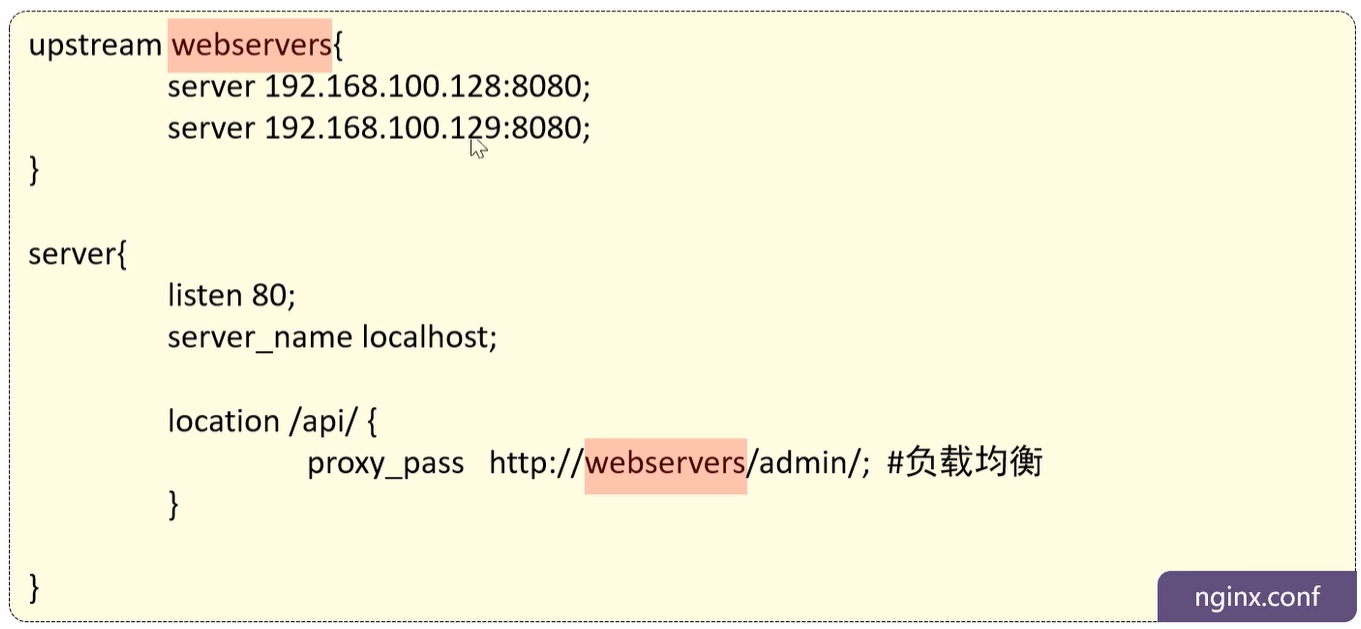 upstream webservers{
server 192.168.100.128:8080;
server 192.168.100.129:8080;
}
server{
listen 80;
server_name localhost;
location /api/ {
proxy_pass http://webservers/admin/; #负载均衡
}
}
nginx.conf